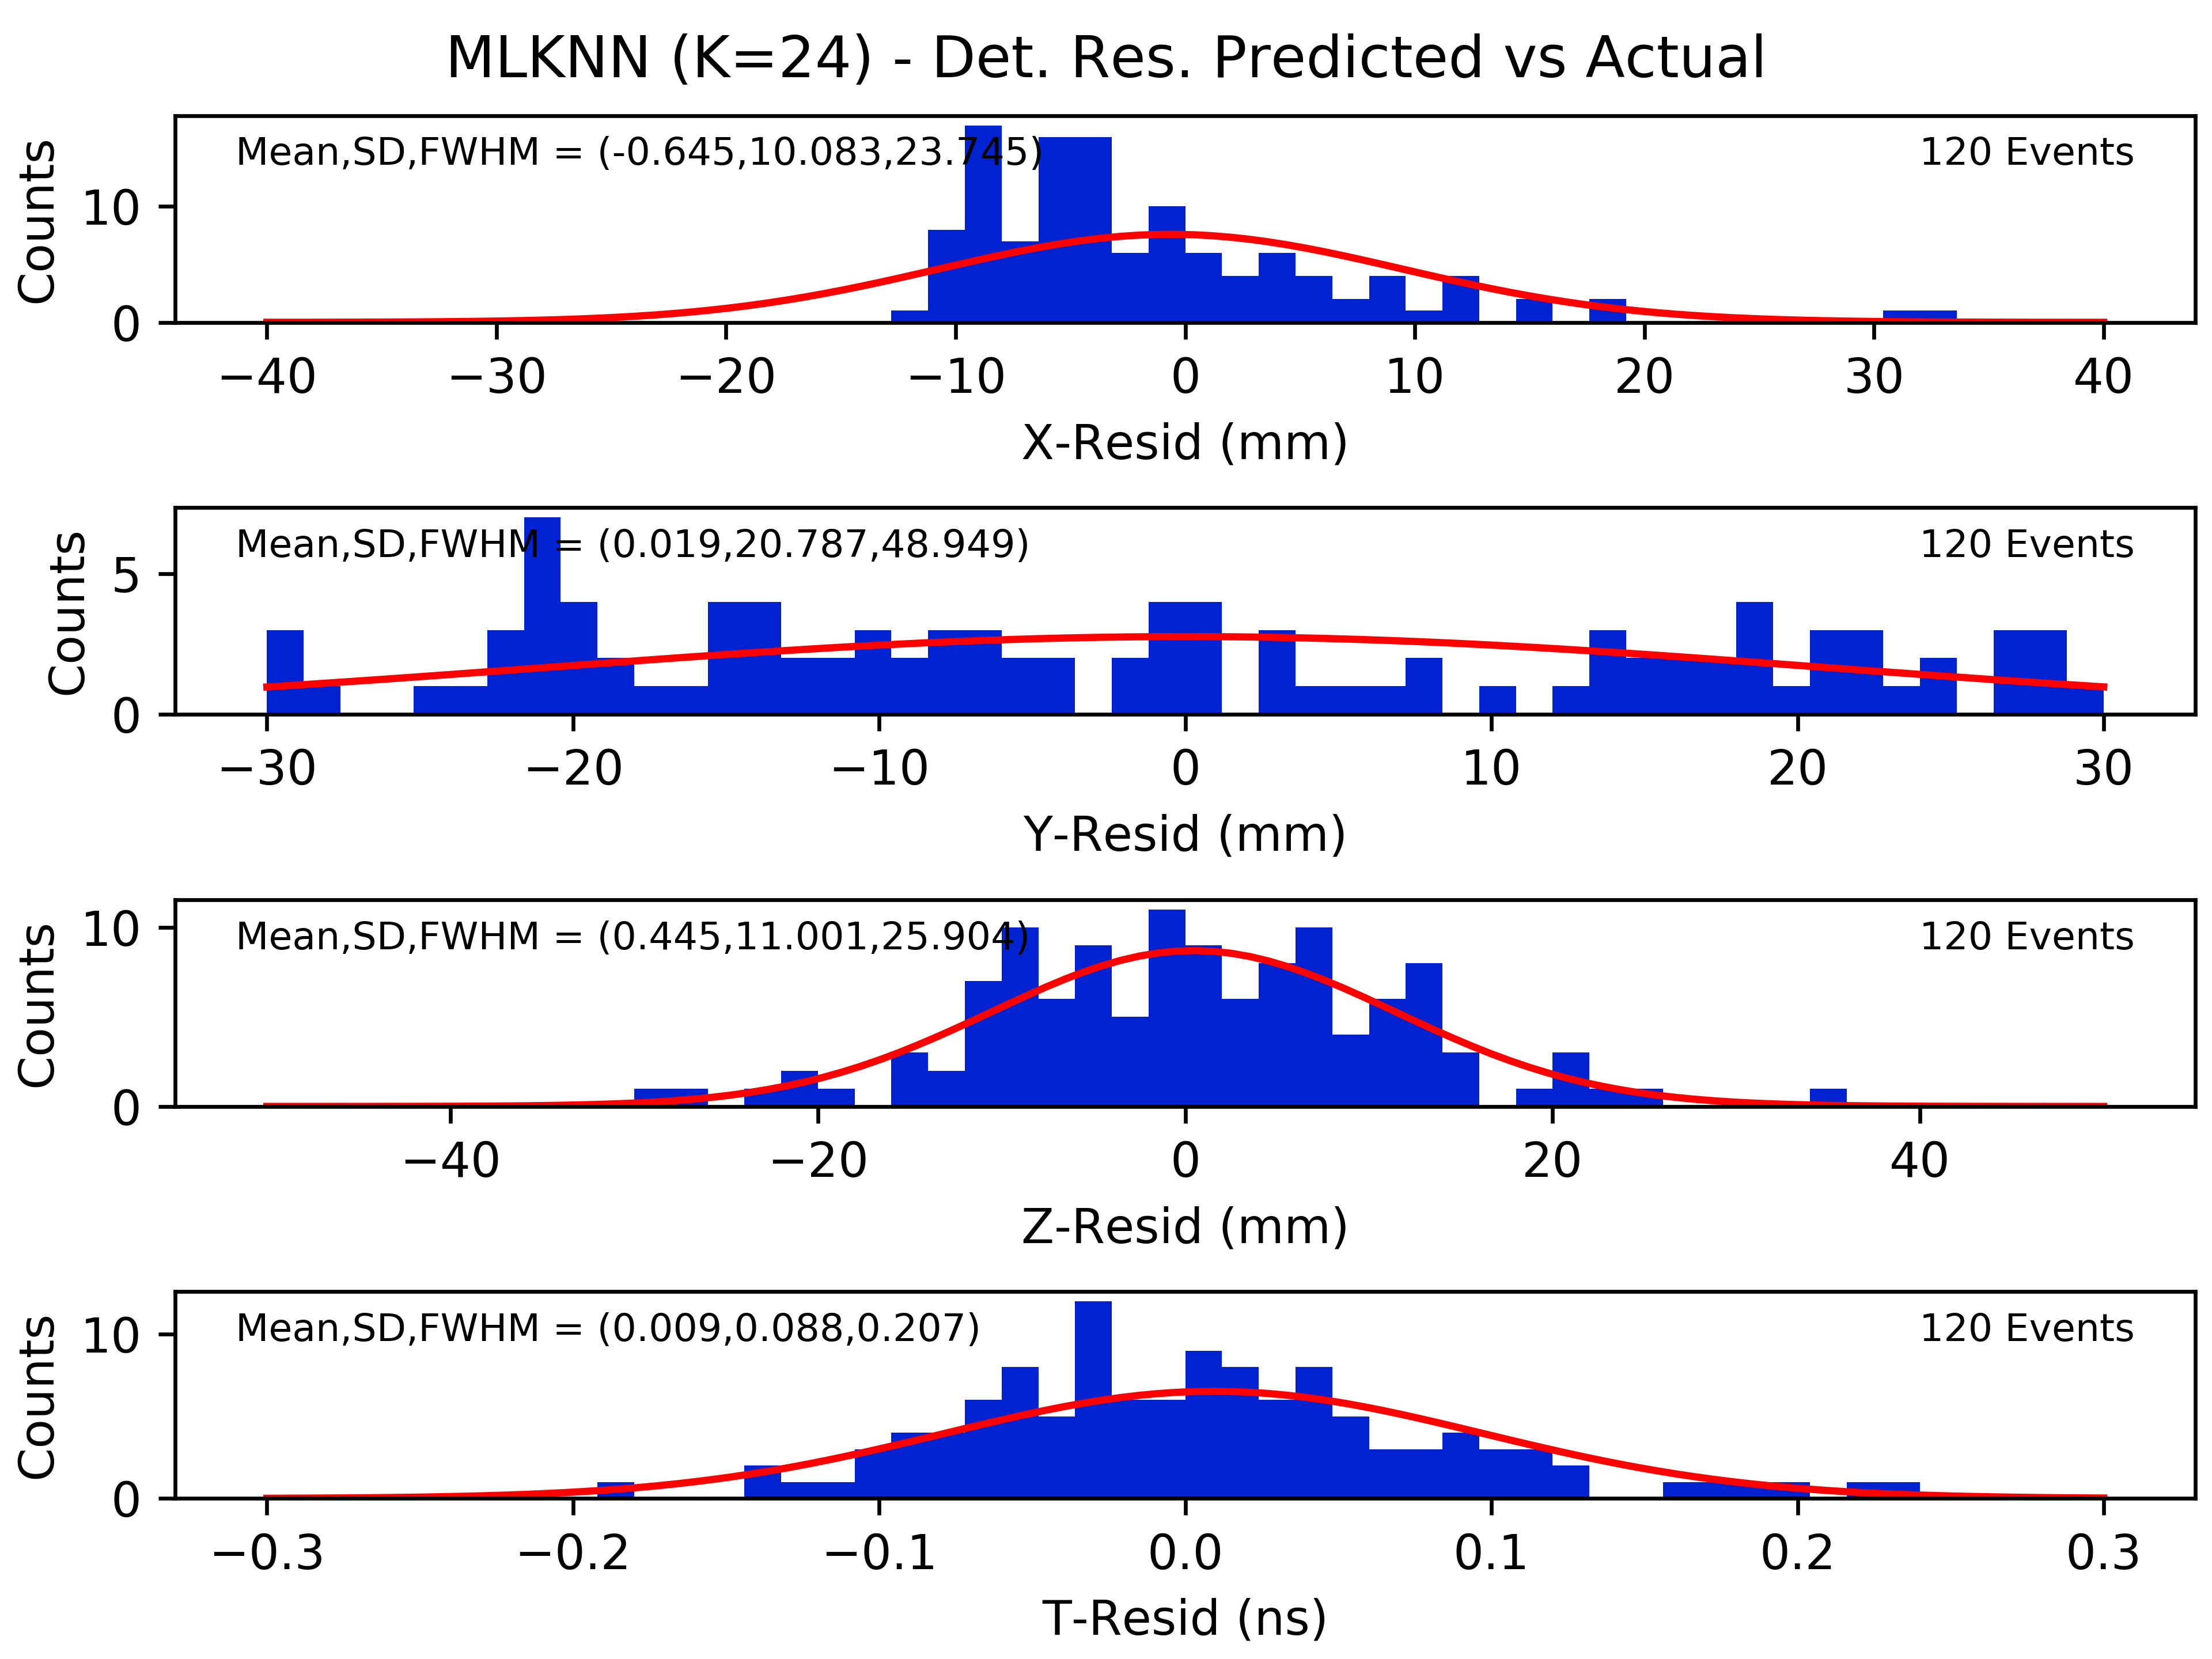 MLKNN (K=24) - Det. Res. Predicted vs Actual
Mean,SD,FWHM = (-0.645,10.083,23.745)
120 Events
Counts
10
0
−40 −30 −20 −10 0 10 20 30 40
X-Resid (mm)
Mean,SD,FWHM = (0.019,20.787,48.949)
120 Events
Counts
5
0
−30 −20 −10 0 10 20 30
Y-Resid (mm)
Mean,SD,FWHM = (0.445,11.001,25.904)
120 Events
Counts
10
0
−40 −20 0 20 40
Z-Resid (mm)
Mean,SD,FWHM = (0.009,0.088,0.207)
120 Events
Counts
10
0
−0.3 −0.2 −0.1 0.0 0.1 0.2 0.3
T-Resid (ns)